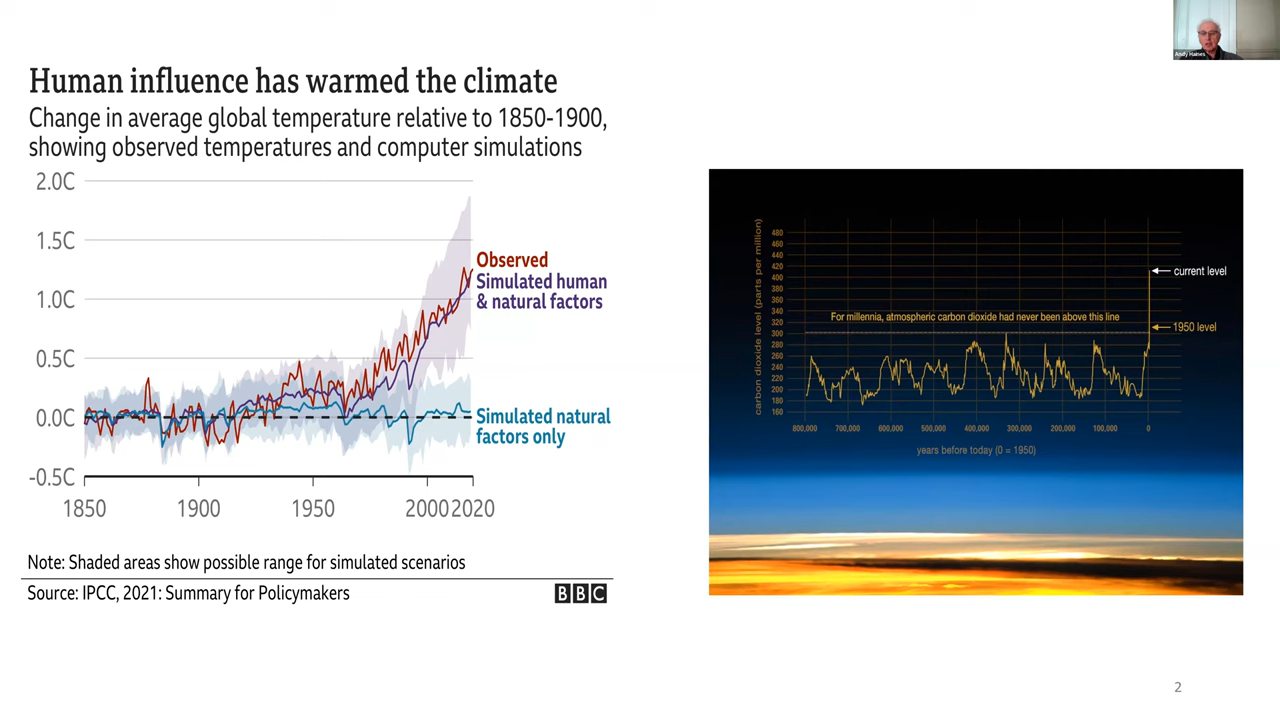 Andy Haines
Human influence has warmed the climate
Change in average global temperature relative to 1850-1900,
showing observed temperatures and computer simulations
2.0C
1.5C
1.0C
0.5C
0.0C
-0.5C
1850
1900
1950
2000
2020
Observed
Simulated human
& natural factors
Simulated natural
factors only
Note: Shaded areas show possible range for simulated scenarios
Source: IPCC, 2021: Summary for Policymakers
BBC
carbon dioxide level (parts per million)
480
460
440
420
400
380
360
340
320
300
280
260
240
220
200
180
160
For millennia, atmospheric carbon dioxide had never been above this line
current level
1950 level
800,000
700,000
600,000
500,000
400,000
300,000
200,000
100,000
0
years before today (0 = 1950)
2